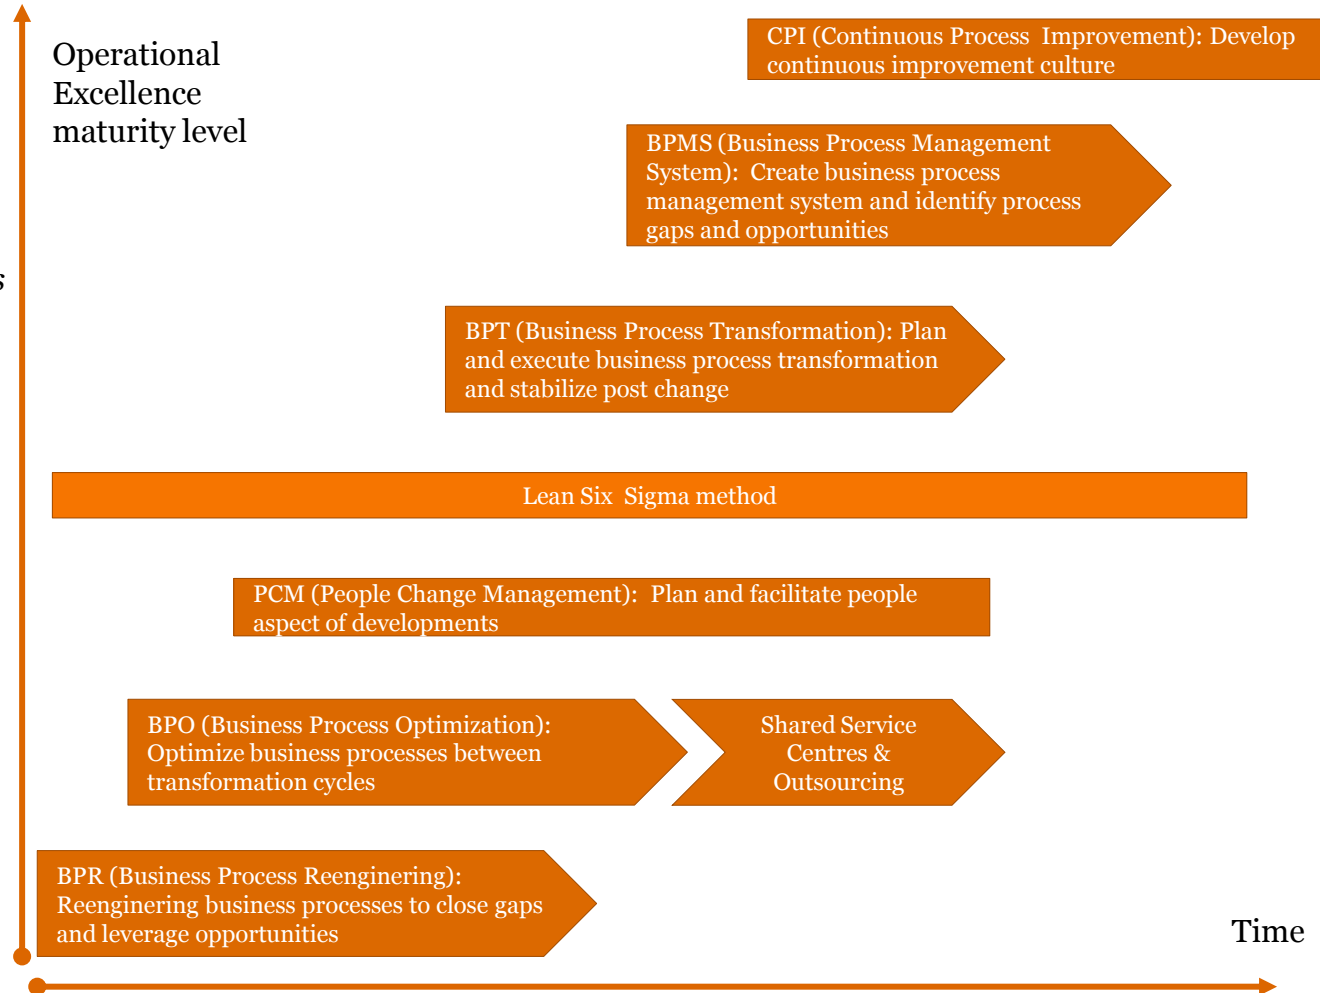 Operational
Excellence
maturity level
CPI (Continuous Process Improvement): Develop
continuous improvement culture
BPMS (Business Process Management
System): Create business process
management system and identify process
gaps and opportunities
s
BPT (Business Process Transformation): Plan
and execute business process transformation
and stabilize post change
Lean Six Sigma method
PCM (People Change Management): Plan and facilitate people
aspect of developments
BPO (Business Process Optimization):
Optimize business processes between
transformation cycles
Shared Service
Centres &
Outsourcing
BPR (Business Process Reenginering):
Reenginering business processes to close gaps
and leverage opportunities
Time